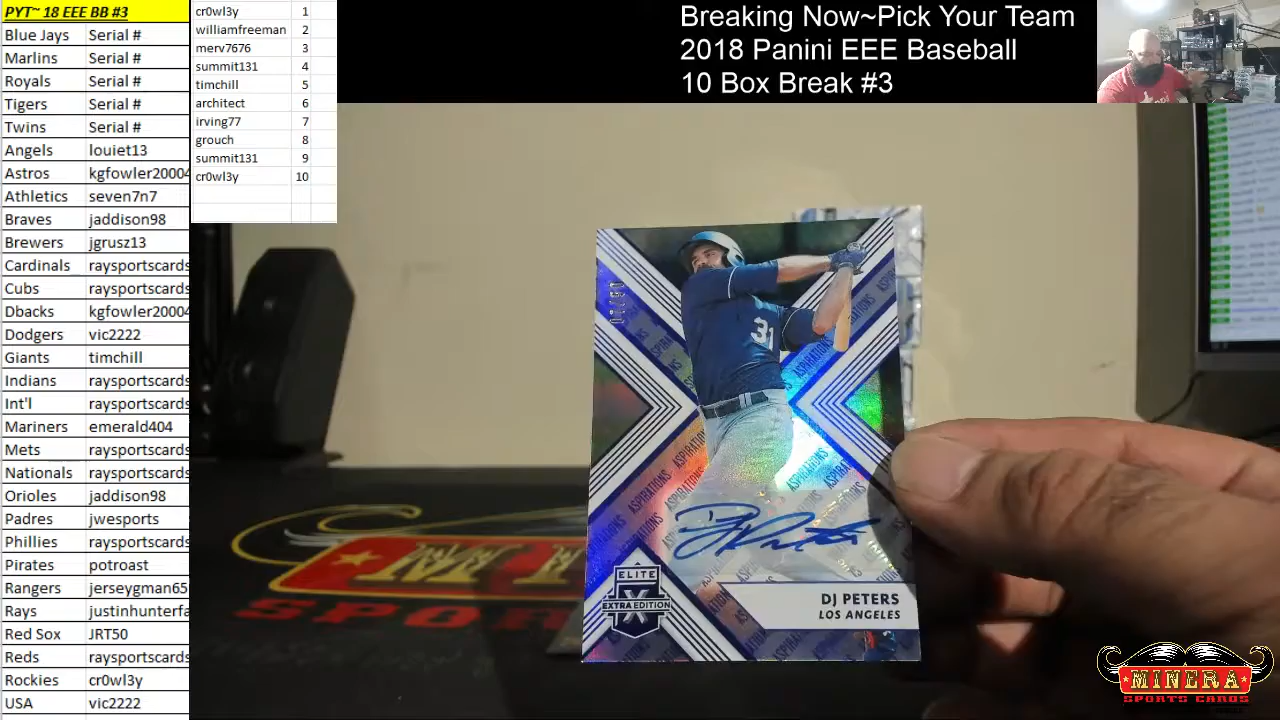 PYT~ 18 EEE BB #3
Blue Jays Serial #
Marlins Serial #
Royals Serial #
Tigers Serial #
Twins Serial #
Angels louiet13
Astros kgfowler20004
Athletics seven7n7
Braves jaddison98
Brewers jgrusz13
Cardinals raysportscards
Cubs raysportscards
Dbacks kgfowler20004
Dodgers vic2222
Giants timchill
Indians raysportscards
Int'l raysportscards
Mariners emerald404
Mets raysportscards
Nationals raysportscards
Orioles jaddison98
Padres jwesports
Phillies raysportscards
Pirates potroast
Rangers jerseygman65
Rays justinhunterfa
Red Sox JRT50
Reds raysportscards
Rockies cr0wl3y
USA vic2222
cr0wl3y 1
williamfreeman 2
merv7676 3
summit131 4
timchill 5
architect 6
irving77 7
grouch 8
summit131 9
cr0wl3y 10
Breaking Now~Pick Your Team
2018 Panini EEE Baseball
10 Box Break #3
31
ASPIRATIONS
ELITE
X
EXTRA EDITION
DJ PETERS
LOS ANGELES
MINERA
SPORTS CARDS